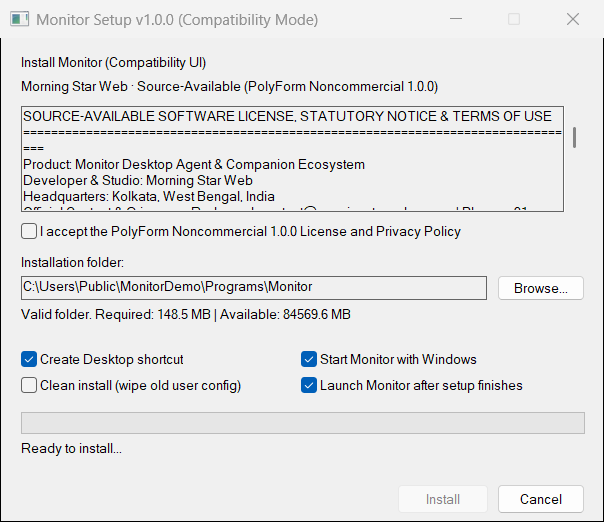 Monitor Setup v1.0.0 (Compatibility Mode)
Install Monitor (Compatibility UI)
Morning Star Web · Source-Available (PolyForm Noncommercial 1.0.0)
SOURCE-AVAILABLE SOFTWARE LICENSE, STATUTORY NOTICE & TERMS OF USE
===================================================================
===
Product: Monitor Desktop Agent & Companion Ecosystem
Developer & Studio: Morning Star Web
Headquarters: Kolkata, West Bengal, India
I accept the PolyForm Noncommercial 1.0.0 License and Privacy Policy
Installation folder:
C:\Users\Public\MonitorDemo\Programs\Monitor
Browse...
Valid folder. Required: 148.5 MB | Available: 84569.6 MB
Create Desktop shortcut
Start Monitor with Windows
Clean install (wipe old user config)
Launch Monitor after setup finishes
Ready to install...
Install
Cancel